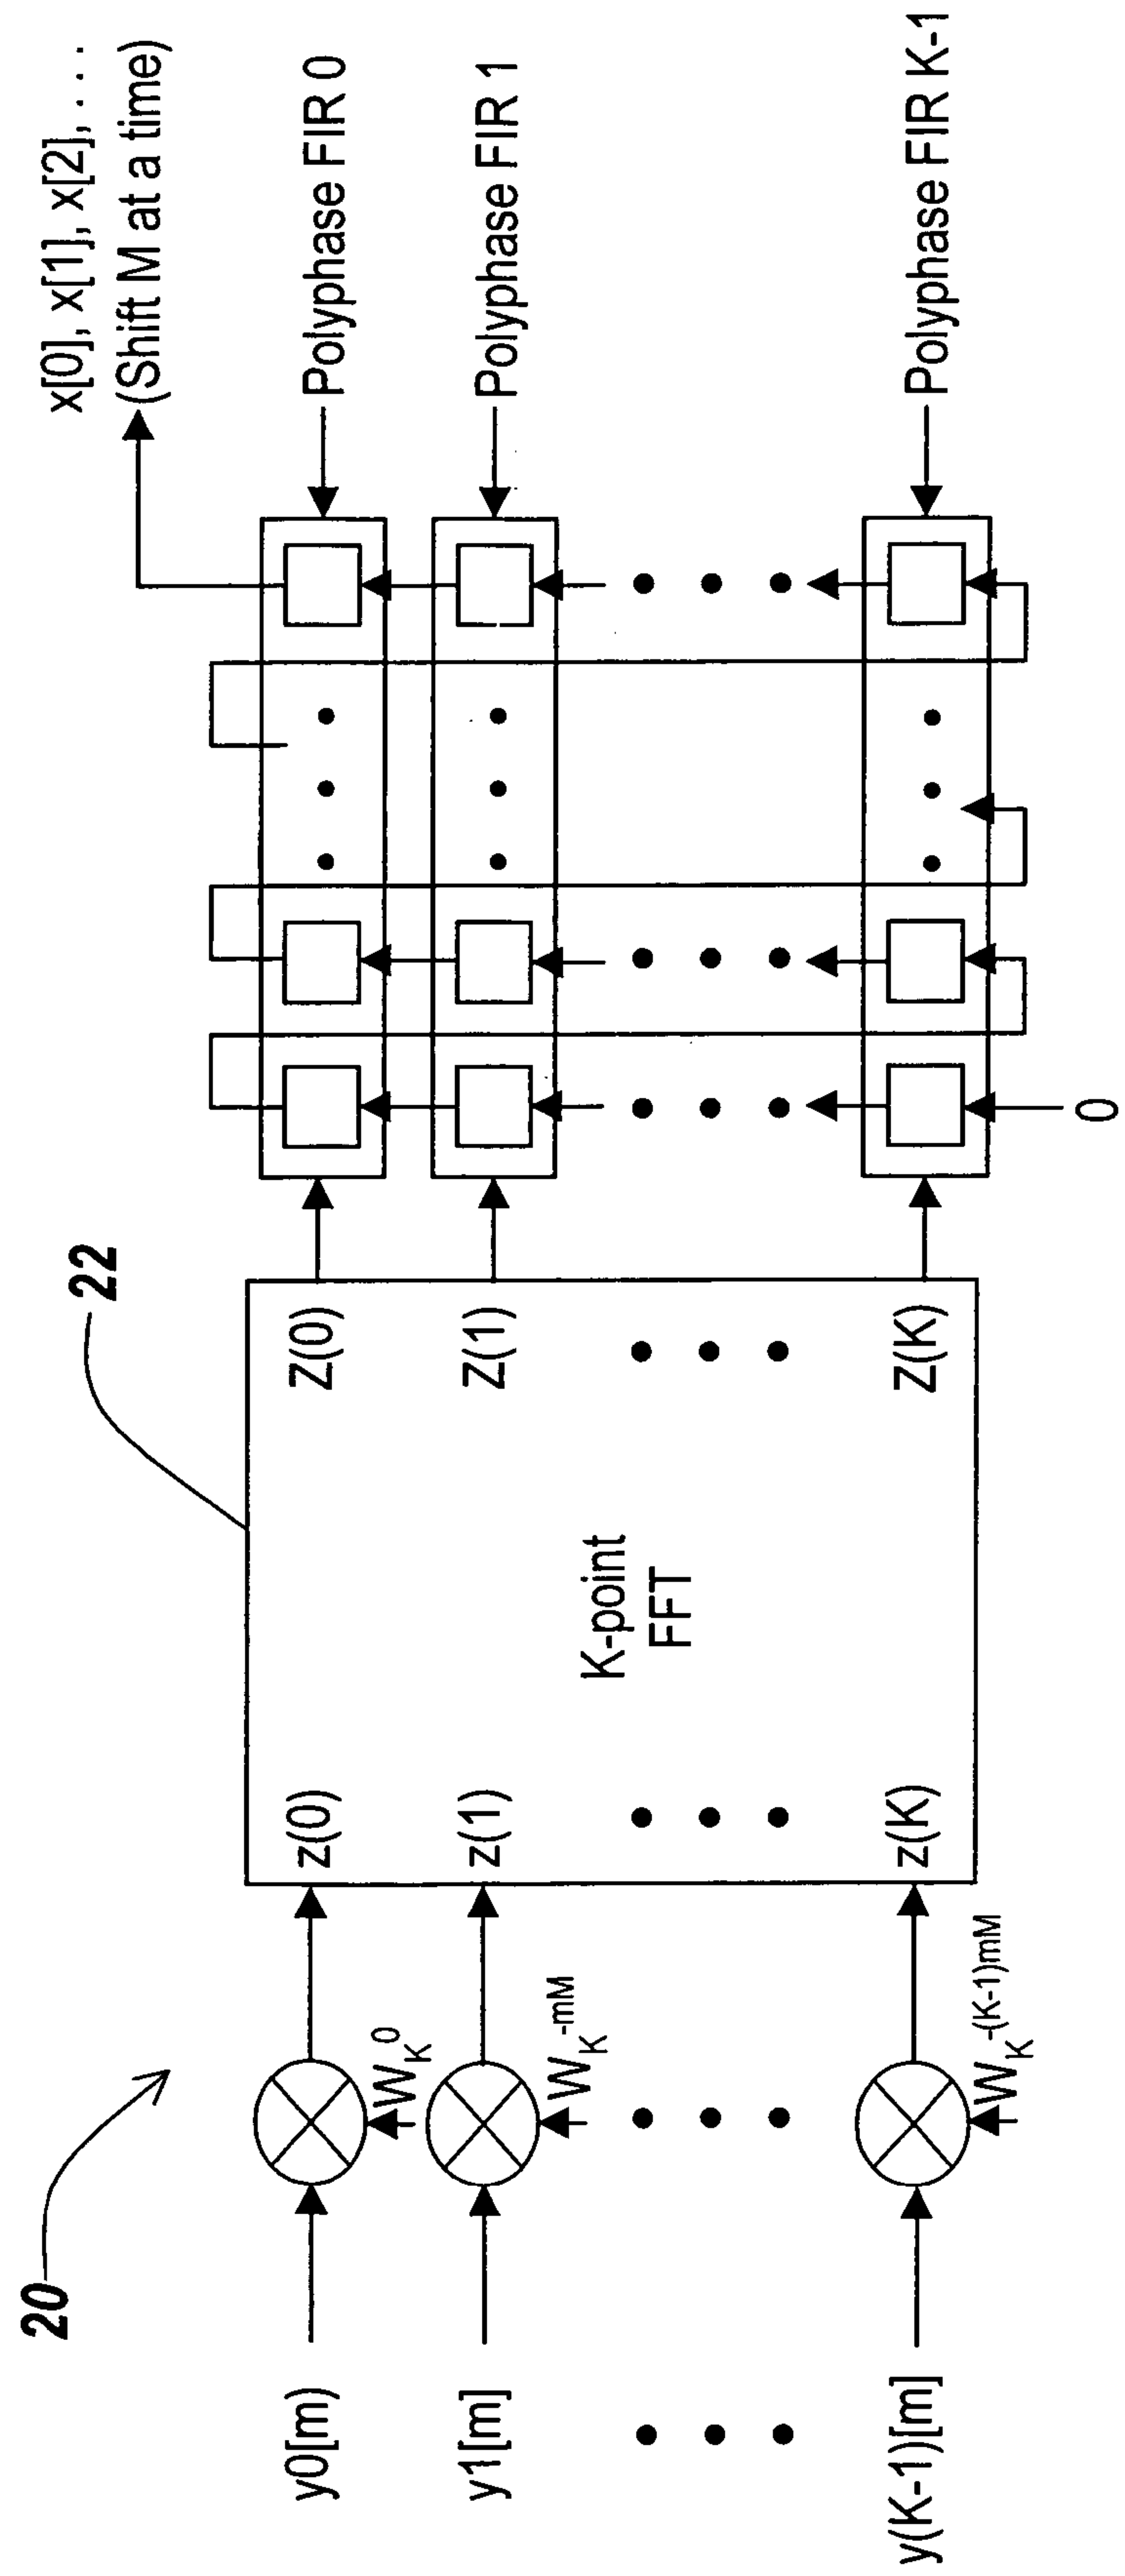 20
22
x[0], x[1], x[2], . . .
(Shift M at a time)
y0[m)
W_K^0
z(0)
Z(0)
Polyphase FIR 0
y1[m]
W_K^-mM
z(1)
Z(1)
Polyphase FIR 1
K-point
FFT
y(K-1)[m]
W_K^-(K-1)mM
z(K)
Z(K)
Polyphase FIR K-1
0